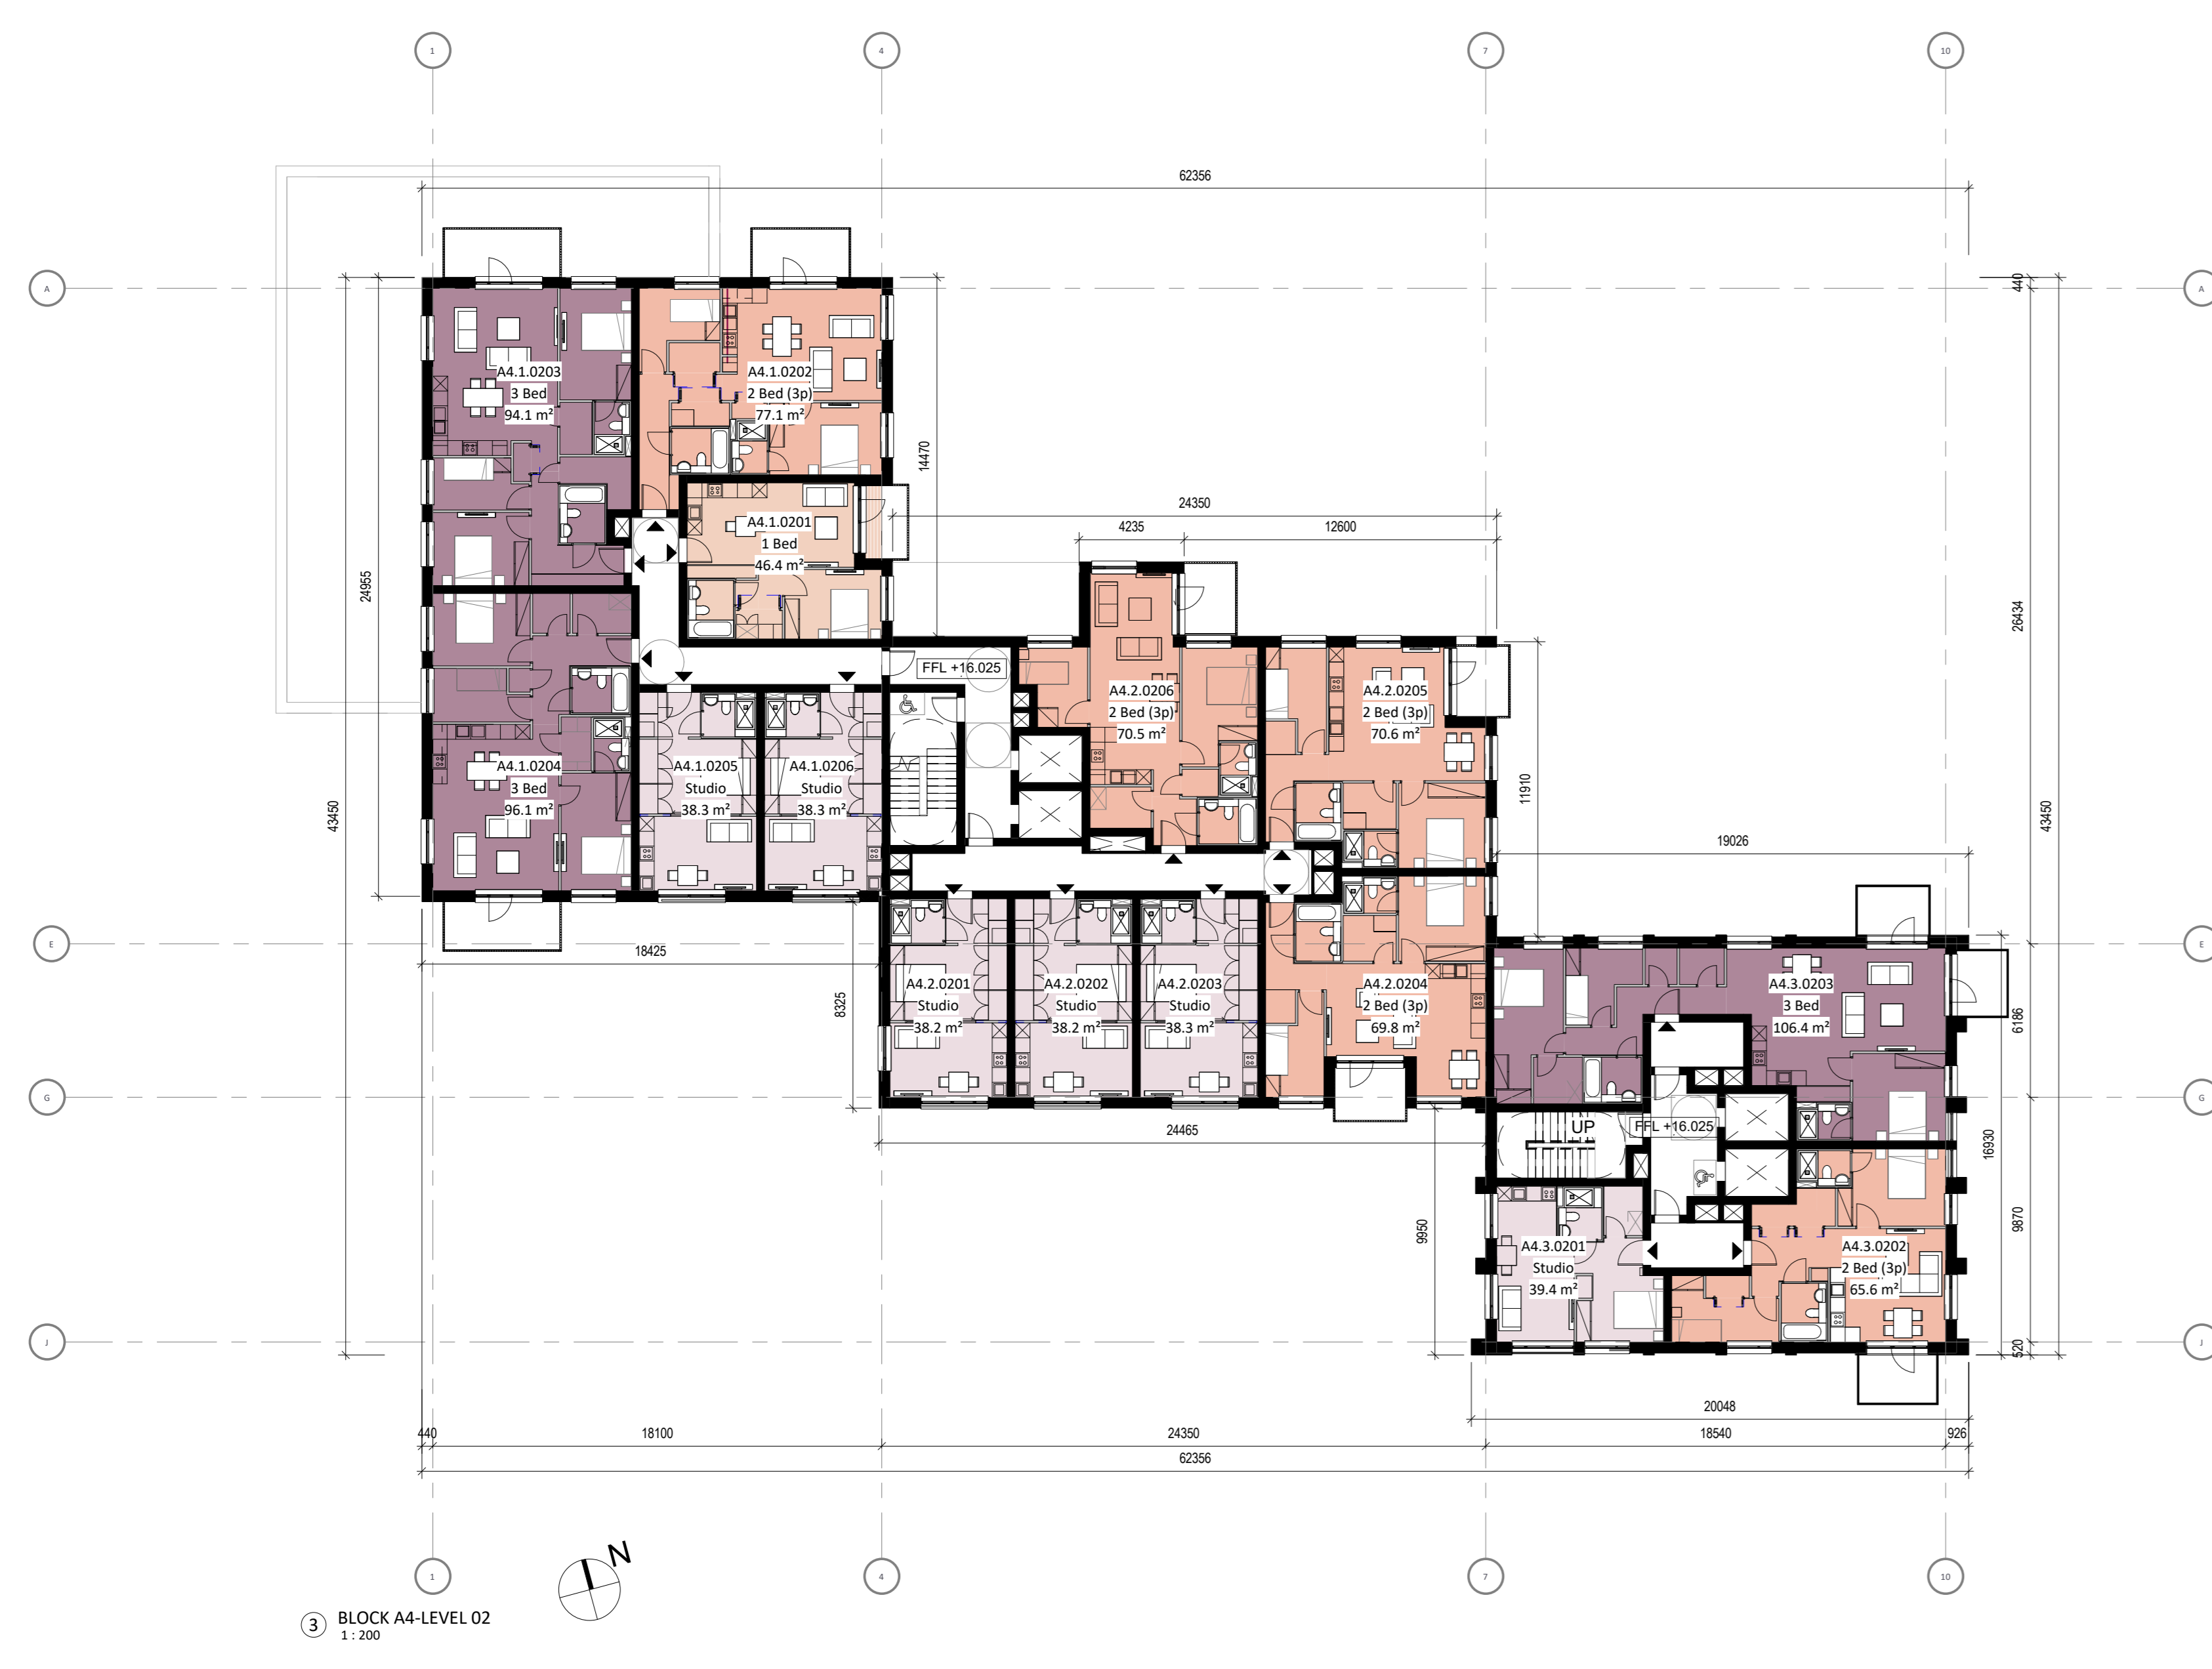 1
4
7
10
62356
A
A
440
A4.1.0203
3 Bed
94.1 m²
A4.1.0202
2 Bed (3p)
77.1 m²
14470
24350
4235
12600
A4.1.0201
1 Bed
46.4 m²
24955
26434
FFL +16.025
A4.2.0206
2 Bed (3p)
70.5 m²
A4.2.0205
2 Bed (3p)
70.6 m²
A4.1.0204
3 Bed
96.1 m²
A4.1.0205
Studio
38.3 m²
A4.1.0206
Studio
38.3 m²
43450
11910
43450
19026
E
E
18425
8325
A4.2.0201
Studio
38.2 m²
A4.2.0202
Studio
38.2 m²
A4.2.0203
Studio
38.3 m²
A4.2.0204
2 Bed (3p)
69.8 m²
A4.3.0203
3 Bed
106.4 m²
6186
G
G
24465
UP
FFL +16.025
16930
9950
A4.3.0201
Studio
39.4 m²
A4.3.0202
2 Bed (3p)
65.6 m²
9870
J
J
520
20048
440
18100
24350
18540
926
62356
N
1
4
7
10
3
BLOCK A4-LEVEL 02
1 : 200